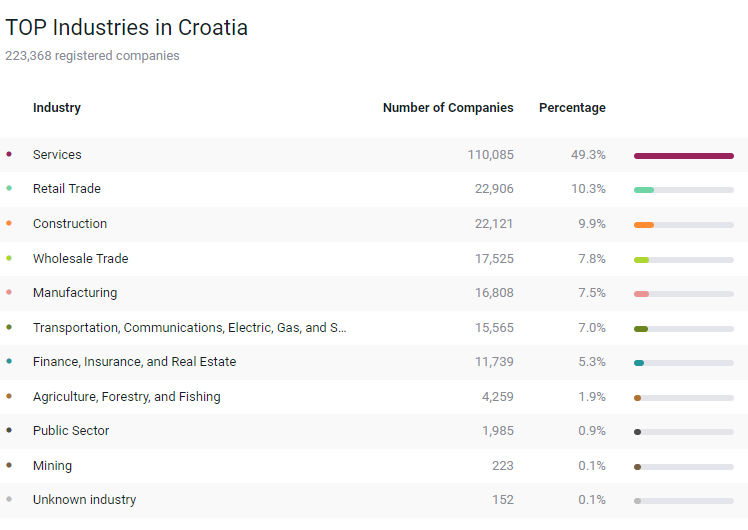 TOP Industries in Croatia
223,368 registered companies
Industry Number of Companies Percentage
Services 110,085 49.3%
Retail Trade 22,906 10.3%
Construction 22,121 9.9%
Wholesale Trade 17,525 7.8%
Manufacturing 16,808 7.5%
Transportation, Communications, Electric, Gas, and S... 15,565 7.0%
Finance, Insurance, and Real Estate 11,739 5.3%
Agriculture, Forestry, and Fishing 4,259 1.9%
Public Sector 1,985 0.9%
Mining 223 0.1%
Unknown industry 152 0.1%